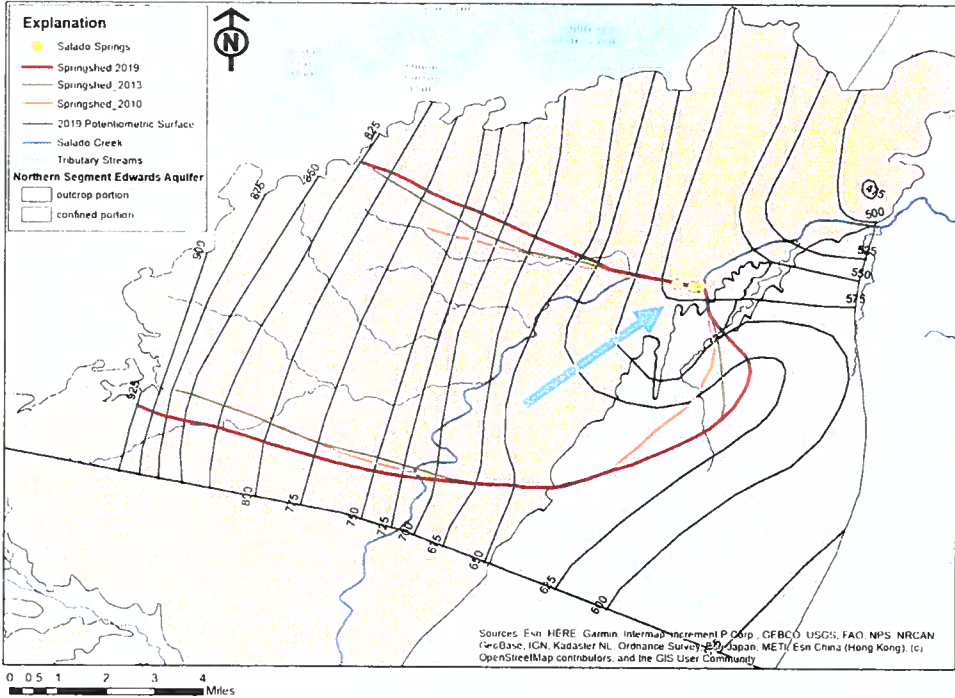 Explanation
Salado Springs
Springshed 2019
Springshed_2013
Springshed_2010
2019 Potentiometric Surface
Salado Creek
Tributary Streams
Northern Segment Edwards Aquifer
outcrop portion
confined portion
N
825
850
875
900
925
475
500
525
550
575
800
775
750
725
700
675
650
625
600
Sources: Esri, HERE, Garmin, Intermap, increment P Corp., GEBCO, USGS, FAO, NPS, NRCAN,
GeoBase, IGN, Kadaster NL, Ordnance Survey, Esri Japan, METI, Esri China (Hong Kong), (c)
OpenStreetMap contributors, and the GIS User Community
0 0.5 1 2 3 4
Miles